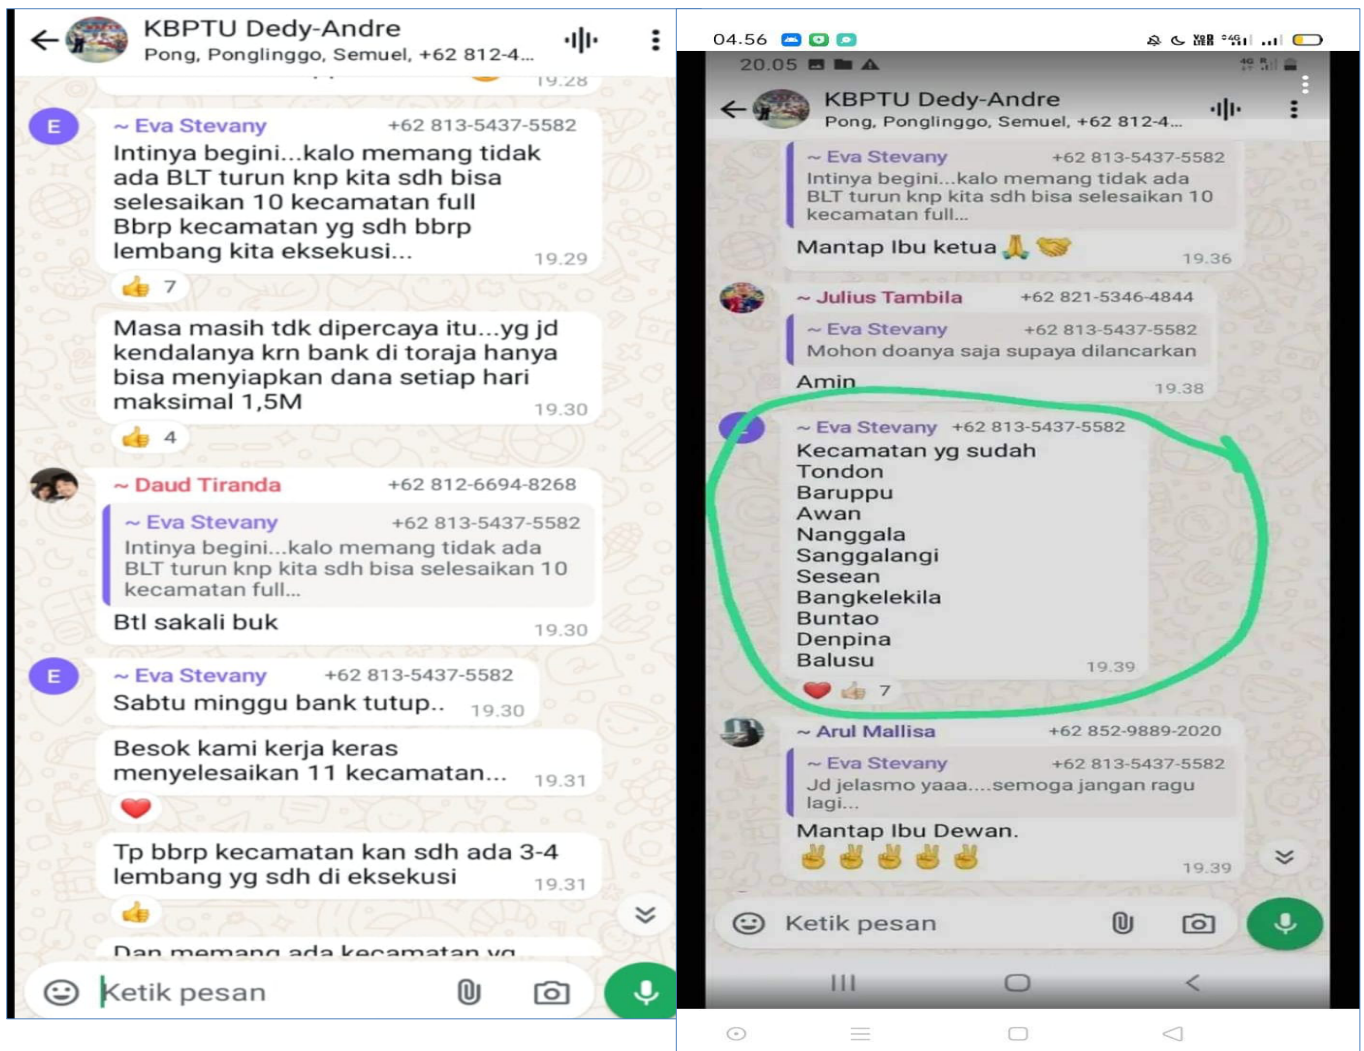 KBPTU Dedy-Andre
Pong, Ponglinggo, Semuel, +62 812-4...
19.28
E
~ Eva Stevany +62 813-5437-5582
Intinya begini...kalo memang tidak
ada BLT turun knp kita sdh bisa
selesaikan 10 kecamatan full
Bbrp kecamatan yg sdh bbrp
lembang kita eksekusi...
19.29
7
Masa masih tdk dipercaya itu...yg jd
kendalanya krn bank di toraja hanya
bisa menyiapkan dana setiap hari
maksimal 1,5M
19.30
4
~ Daud Tiranda +62 812-6694-8268
~ Eva Stevany +62 813-5437-5582
Intinya begini...kalo memang tidak ada
BLT turun knp kita sdh bisa selesaikan 10
kecamatan full...
Btl sakali buk
19.30
E
~ Eva Stevany +62 813-5437-5582
Sabtu minggu bank tutup.. 19.30
Besok kami kerja keras
menyelesaikan 11 kecamatan... 19.31
Tp bbrp kecamatan kan sdh ada 3-4
lembang yg sdh di eksekusi 19.31
Dan memang ada kecamatan yg
Ketik pesan
04.56
20.05
KBPTU Dedy-Andre
Pong, Ponglinggo, Semuel, +62 812-4...
~ Eva Stevany +62 813-5437-5582
Intinya begini...kalo memang tidak ada
BLT turun knp kita sdh bisa selesaikan 10
kecamatan full...
Mantap Ibu ketua
19.36
~ Julius Tambila +62 821-5346-4844
~ Eva Stevany +62 813-5437-5582
Mohon doanya saja supaya dilancarkan
Amin
19.38
~ Eva Stevany +62 813-5437-5582
Kecamatan yg sudah
Tondon
Baruppu
Awan
Nanggala
Sanggalangi
Sesean
Bangkelekila
Buntao
Denpina
Balusu
19.39
7
~ Arul Mallisa +62 852-9889-2020
~ Eva Stevany +62 813-5437-5582
Jd jelasmo yaaa....semoga jangan ragu
lagi...
Mantap Ibu Dewan.
19.39
Ketik pesan